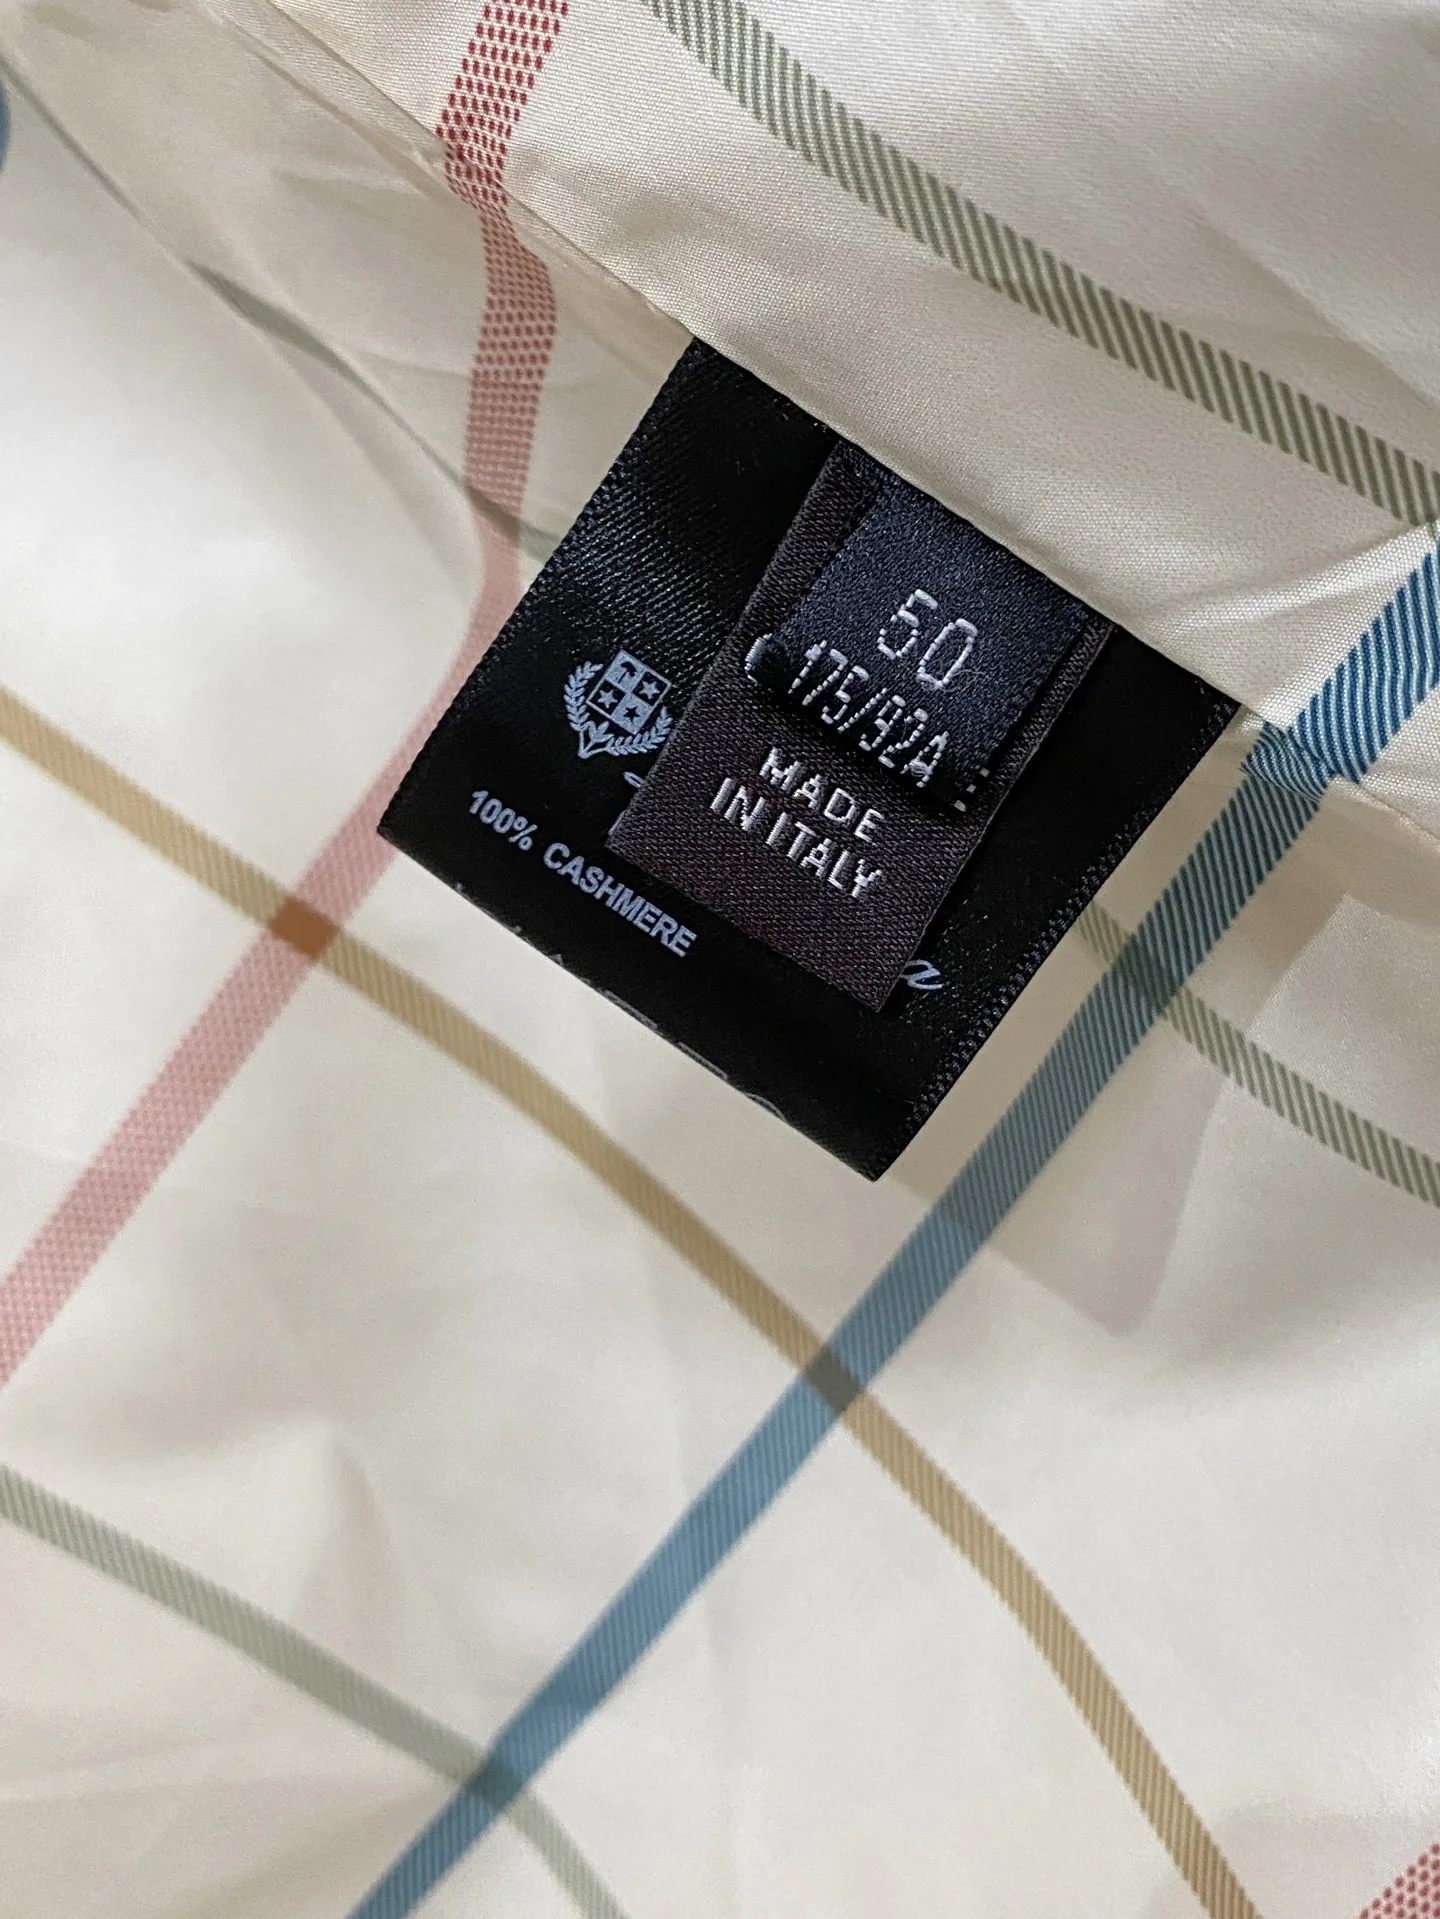 50
175/92A
MADE
IN ITALY
100% CASHMERE
a